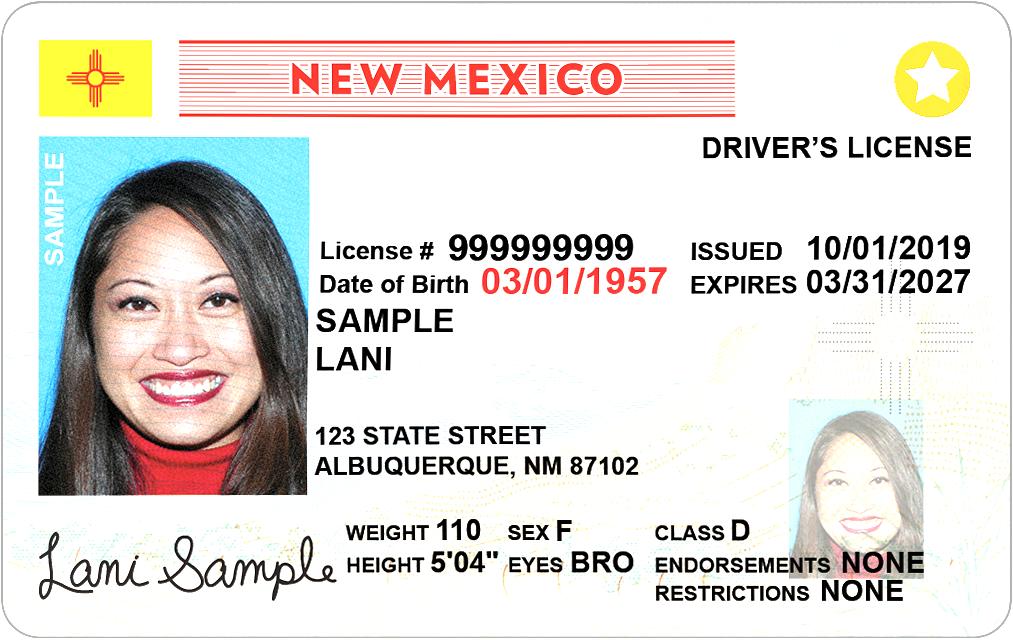 NEW MEXICO
DRIVER'S LICENSE
SAMPLE
License # 999999999
Date of Birth 03/01/1957
ISSUED 10/01/2019
EXPIRES 03/31/2027
SAMPLE
LANI
123 STATE STREET
ALBUQUERQUE, NM 87102
WEIGHT 110 SEX F
HEIGHT 5'04" EYES BRO
CLASS D
ENDORSEMENTS NONE
RESTRICTIONS NONE
Lani Sample